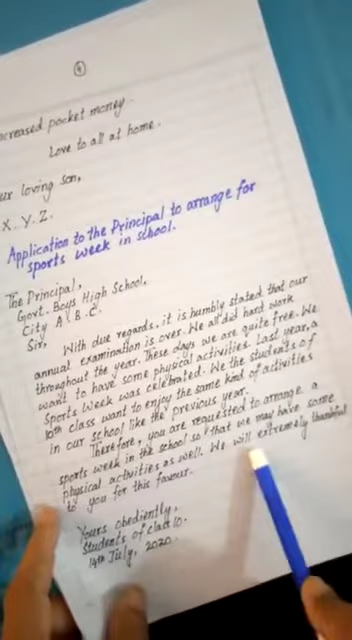 4
increased pocket money.
Love to all at home.
ur loving son,
X.Y.Z.
Application to the Principal to arrange for
sports week in school.
The Principal,
Govt. Boys High School,
City A.B.C.
Sir,
With due regards, it is humbly stated that our
annual examination is over. We all did hard work
throughout the year. These days we are quite free. We
want to have some physical activities. Last year, a
Sports Week was celebrated. We the students of
10th class want to enjoy the same kind of activities
in our school like the previous year.
Therefore, you are requested to arrange a
sports week in the school so that we may have some
physical activities as well. We will extremely thankful
to you for this favour.
Yours obediently,
Students of class 10.
14th July, 2020.